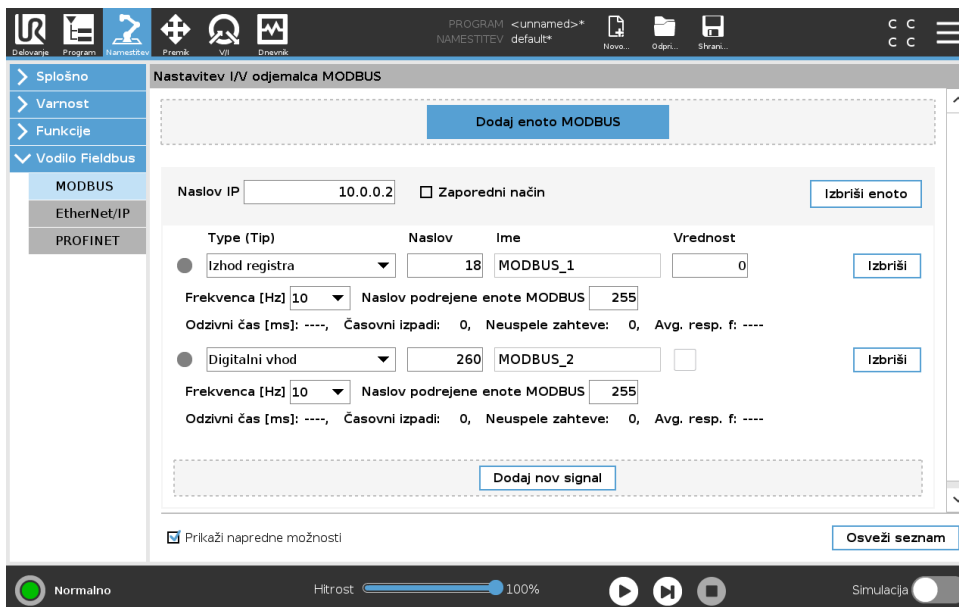 PROGRAM <unnamed>*
NAMESTITEV default*
Delovanje Program Namestitev Premik V/I Dnevnik Novo... Odpri... Shrani...
C C
C C
Splošno
Varnost
Funkcije
Vodilo Fieldbus
MODBUS
EtherNet/IP
PROFINET
Nastavitev I/V odjemalca MODBUS
Dodaj enoto MODBUS
Naslov IP 10.0.0.2 Zaporedni način Izbriši enoto
Type (Tip) Naslov Ime Vrednost
Izhod registra 18 MODBUS_1 0 Izbriši
Frekvenca [Hz] 10 Naslov podrejene enote MODBUS 255
Odzivni čas [ms]: ----, Časovni izpadi: 0, Neuspele zahteve: 0, Avg. resp. f: ----
Digitalni vhod 260 MODBUS_2 Izbriši
Frekvenca [Hz] 10 Naslov podrejene enote MODBUS 255
Odzivni čas [ms]: ----, Časovni izpadi: 0, Neuspele zahteve: 0, Avg. resp. f: ----
Dodaj nov signal
Prikaži napredne možnosti Osveži seznam
Normalno Hitrost 100% Simulacija